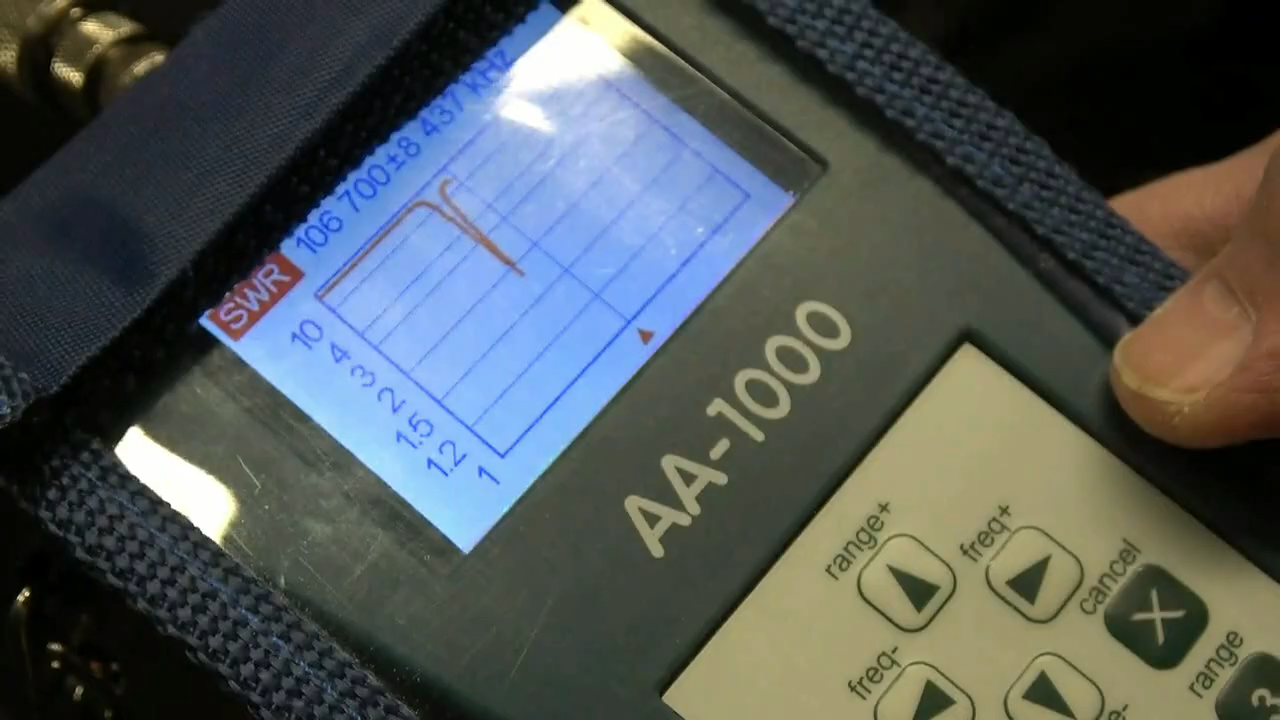 SWR 106 700±8 437 kHz
10
4
3
2
1.5
1.2
1
AA-1000
range+
freq+
cancel
freq-
range
3